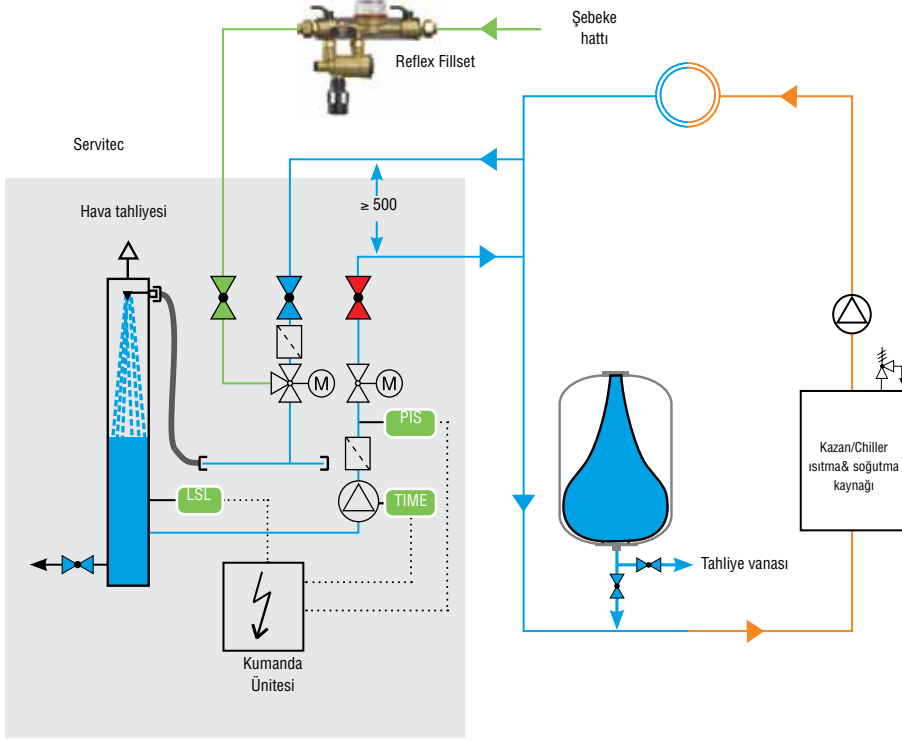 Şebeke
hattı
Reflex Fillset
Servitec
Hava tahliyesi
≥ 500
M
M
PIS
LSL
TIME
Kazan/Chiller
ısıtma& soğutma
kaynağı
Tahliye vanası
Kumanda
Ünitesi